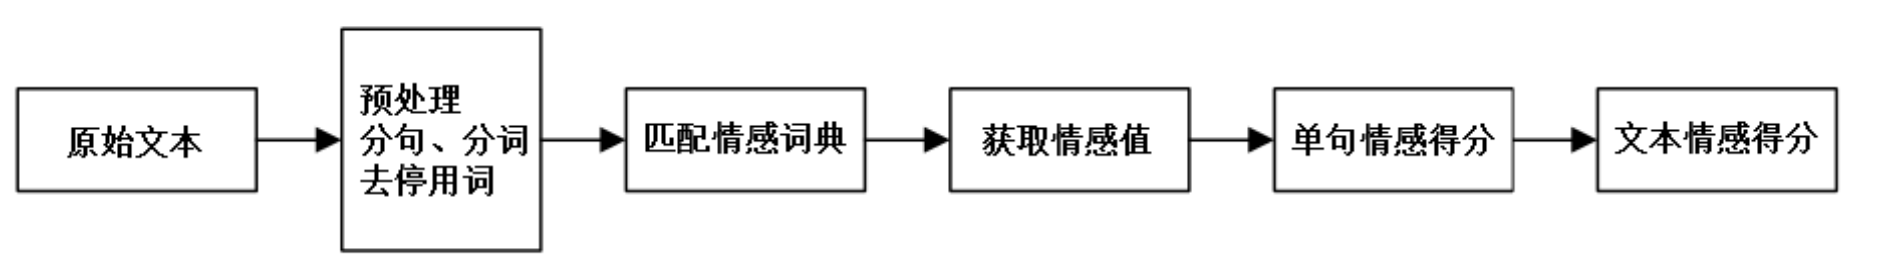 原始文本
预处理
分句、分词
去停用词
匹配情感词典
获取情感值
单句情感得分
文本情感得分